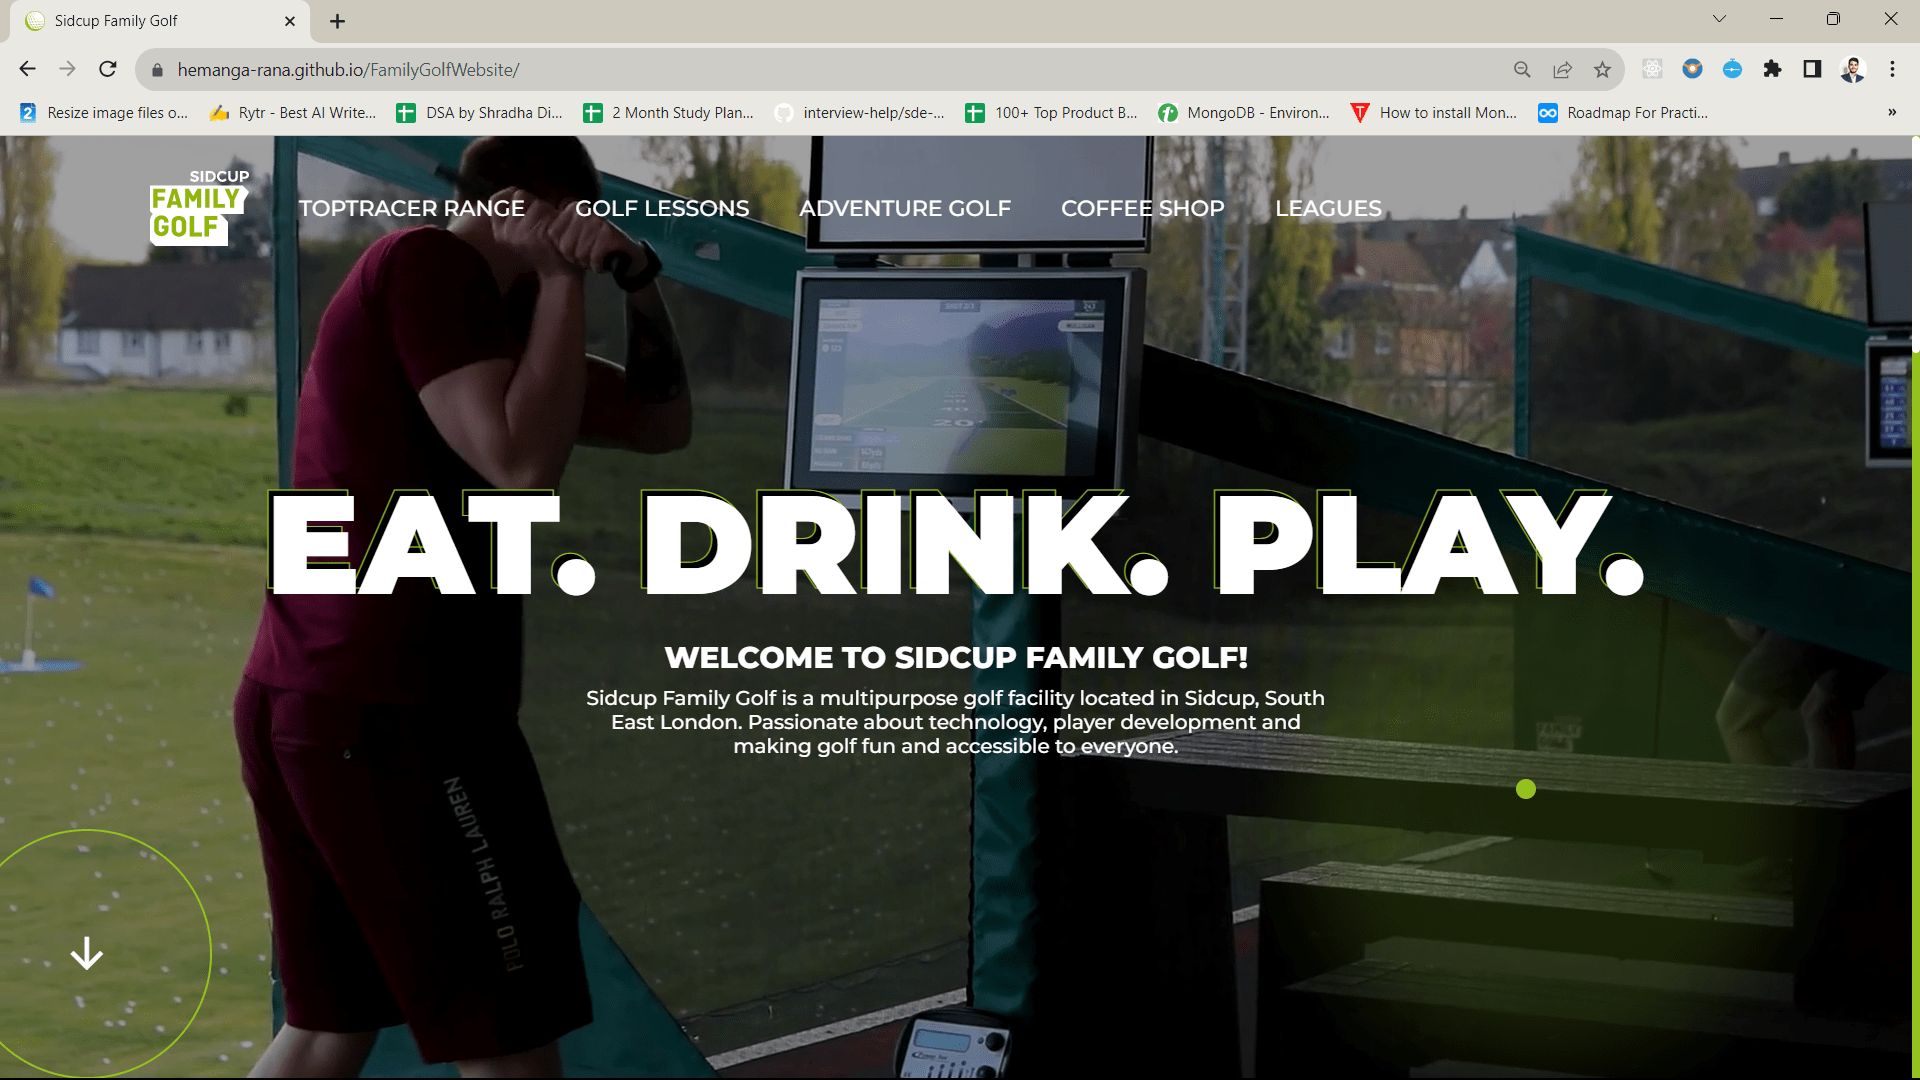 Sidcup Family Golf
hemanga-rana.github.io/FamilyGolfWebsite/
Resize image files o...
Rytr - Best AI Write...
DSA by Shradha Di...
2 Month Study Plan...
interview-help/sde-...
100+ Top Product B...
MongoDB - Environ...
How to install Mon...
Roadmap For Practi...
»
SIDCUP
FAMILY
GOLF
TOPTRACER RANGE
GOLF LESSONS
ADVENTURE GOLF
COFFEE SHOP
LEAGUES
MULLIGAN
20
EAT. DRINK. PLAY.
WELCOME TO SIDCUP FAMILY GOLF!
Sidcup Family Golf is a multipurpose golf facility located in Sidcup, South
East London. Passionate about technology, player development and
making golf fun and accessible to everyone.
POLO RALPH LAUREN